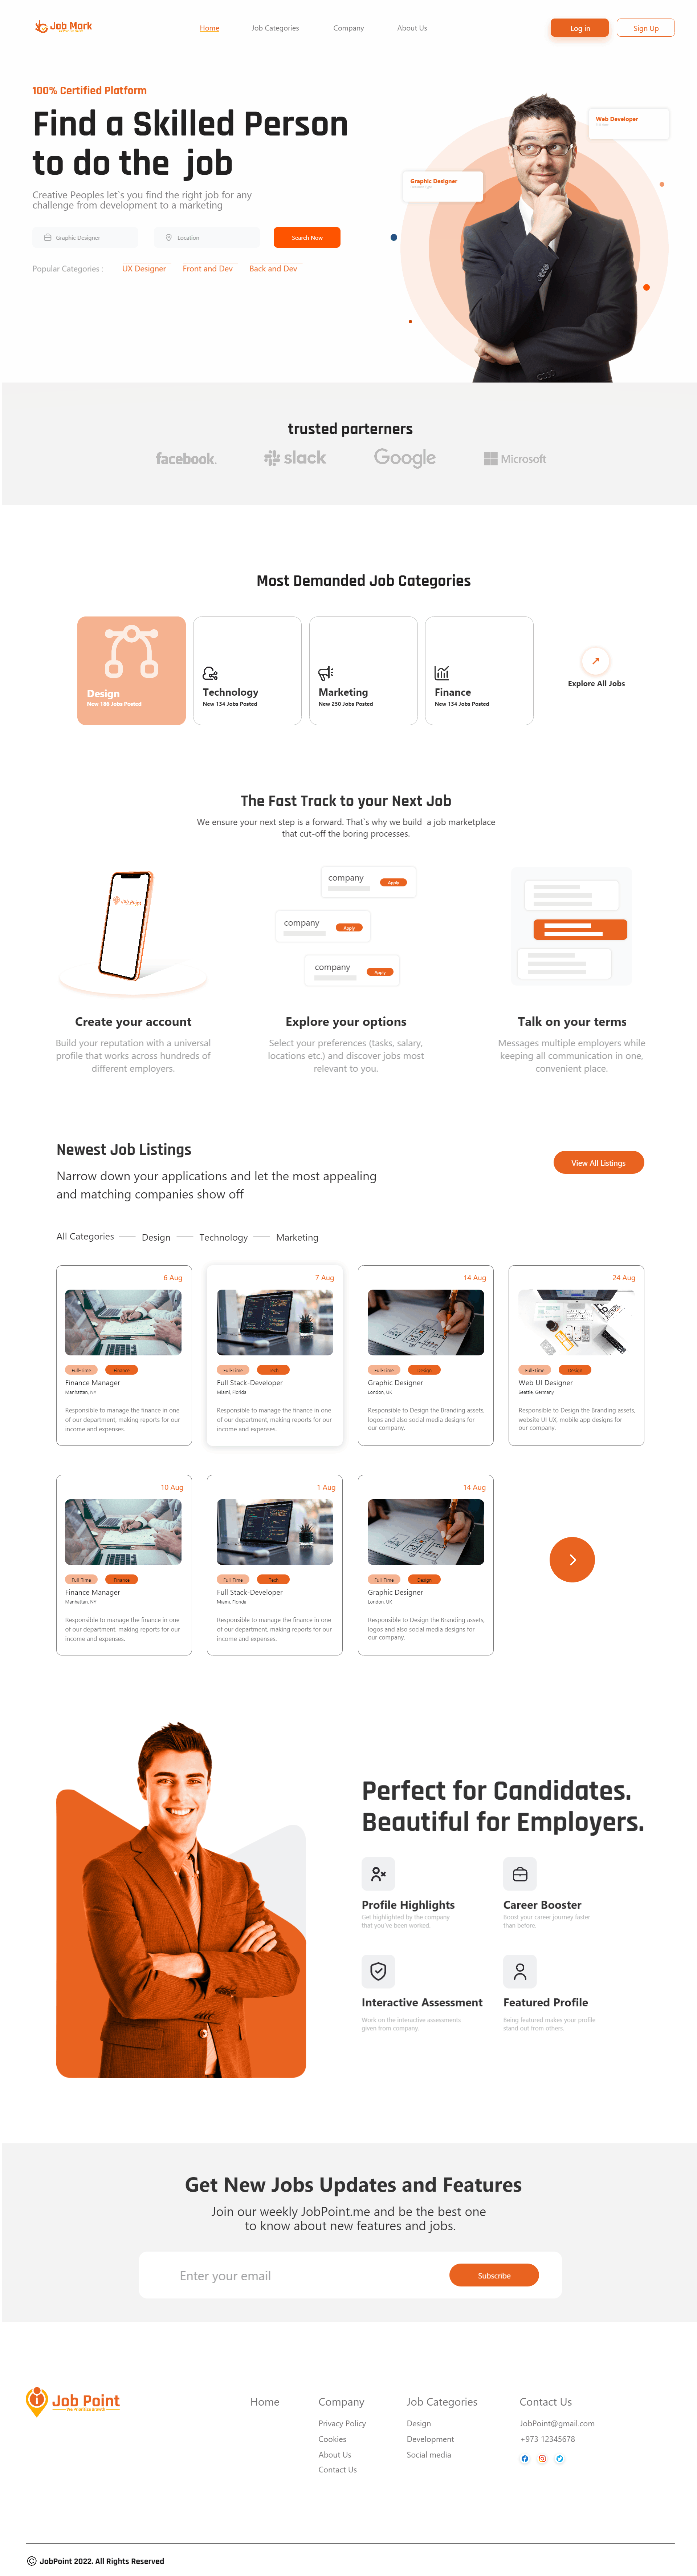 Job Mark
Home
Job Categories
Company
About Us
Log in
Sign Up
100% Certified Platform
Find a Skilled Person
to do the job
Creative Peoples let`s you find the right job for any
challenge from development to a marketing
Graphic Designer
Location
Search Now
Popular Categories :
UX Designer
Front and Dev
Back and Dev
Web Developer
Graphic Designer
trusted parterners
facebook.
slack
Google
Microsoft
Most Demanded Job Categories
Design
New 186 Jobs Posted
Technology
New 134 Jobs Posted
Marketing
New 250 Jobs Posted
Finance
New 134 Jobs Posted
Explore All Jobs
The Fast Track to your Next Job
We ensure your next step is a forward. That`s why we build a job marketplace
that cut-off the boring processes.
Job Point
company
Apply
company
Apply
company
Apply
Create your account
Build your reputation with a universal
profile that works across hundreds of
different employers.
Explore your options
Select your preferences (tasks, salary,
locations etc.) and discover jobs most
relevant to you.
Talk on your terms
Messages multiple employers while
keeping all communication in one,
convenient place.
Newest Job Listings
Narrow down your applications and let the most appealing
and matching companies show off
View All Listings
All Categories
Design
Technology
Marketing
6 Aug
Full-Time
Finance
Finance Manager
Manhattan, NY
Responsible to manage the finance in one
of our department, making reports for our
income and expenses.
7 Aug
Full-Time
Tech
Full Stack-Developer
Miami, Florida
Responsible to manage the finance in one
of our department, making reports for our
income and expenses.
14 Aug
Full-Time
Design
Graphic Designer
London, UK
Responsible to Design the Branding assets,
logos and also social media designs for
our company.
24 Aug
Full-Time
Design
Web UI Designer
Seattle, Germany
Responsible to Design the Branding assets,
website UI UX, mobile app designs for
our company.
10 Aug
Full-Time
Finance
Finance Manager
Manhattan, NY
Responsible to manage the finance in one
of our department, making reports for our
income and expenses.
1 Aug
Full-Time
Tech
Full Stack-Developer
Miami, Florida
Responsible to manage the finance in one
of our department, making reports for our
income and expenses.
14 Aug
Full-Time
Design
Graphic Designer
London, UK
Responsible to Design the Branding assets,
logos and also social media designs for
our company.
Perfect for Candidates.
Beautiful for Employers.
Profile Highlights
Get highlighted by the company
that you've been worked.
Career Booster
Boost your career journey faster
than before.
Interactive Assessment
Work on the interactive assessments
given from company.
Featured Profile
Being featured makes your profile
stand out from others.
Get New Jobs Updates and Features
Join our weekly JobPoint.me and be the best one
to know about new features and jobs.
Enter your email
Subscribe
Job Point
Home
Company
Privacy Policy
Cookies
About Us
Contact Us
Job Categories
Design
Development
Social media
Contact Us
JobPoint@gmail.com
+973 12345678
© JobPoint 2022. All Rights Reserved